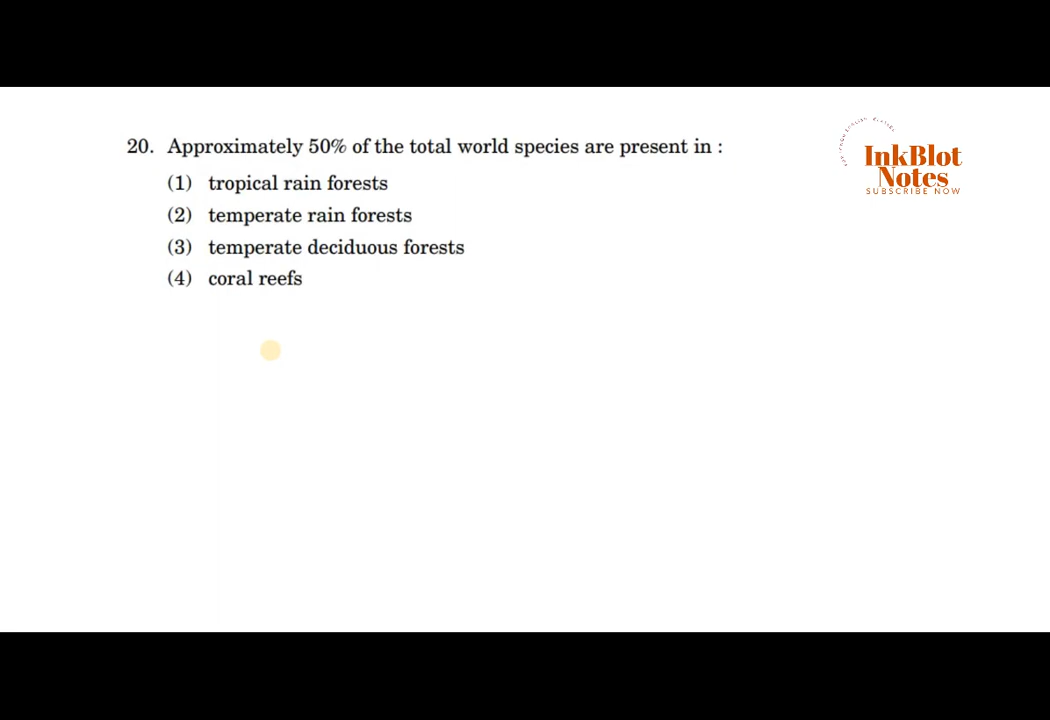 20. Approximately 50% of the total world species are present in :
(1) tropical rain forests
(2) temperate rain forests
(3) temperate deciduous forests
(4) coral reefs
InkBlot
Notes
SUBSCRIBE NOW